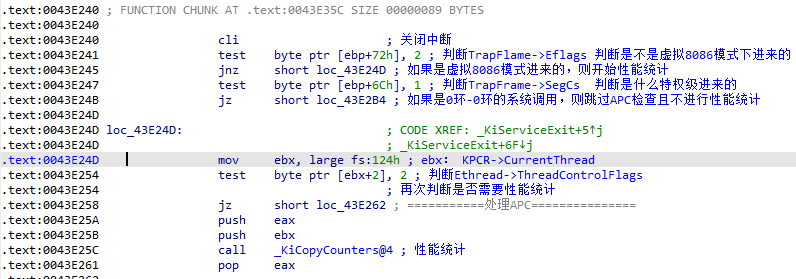 .text:0043E240 ; FUNCTION CHUNK AT .text:0043E35C SIZE 00000089 BYTES
.text:0043E240
.text:0043E240 cli ; 关闭中断
.text:0043E241 test byte ptr [ebp+72h], 2 ; 判断TrapFlame->Eflags 判断是不是虚拟8086模式下进来的
.text:0043E245 jnz short loc_43E24D ; 如果是虚拟8086模式进来的，则开始性能统计
.text:0043E247 test byte ptr [ebp+6Ch], 1 ; 判断TrapFrame->SegCs 判断是什么特权级进来的
.text:0043E24B jz short loc_43E2B4 ; 如果是0环-0环的系统调用，则跳过APC检查且不进行性能统计
.text:0043E24D
.text:0043E24D loc_43E24D: ; CODE XREF: _KiServiceExit+5↑j
.text:0043E24D ; _KiServiceExit+6F↓j
.text:0043E24D mov ebx, large fs:124h ; ebx: KPCR->CurrentThread
.text:0043E254 test byte ptr [ebx+2], 2 ; 判断Ethread->ThreadControlFlags
.text:0043E254 ; 再次判断是否需要性能统计
.text:0043E258 jz short loc_43E262 ; ===========处理APC===============
.text:0043E25A push eax
.text:0043E25B push ebx
.text:0043E25C call _KiCopyCounters@4 ; 性能统计
.text:0043E261 pop eax